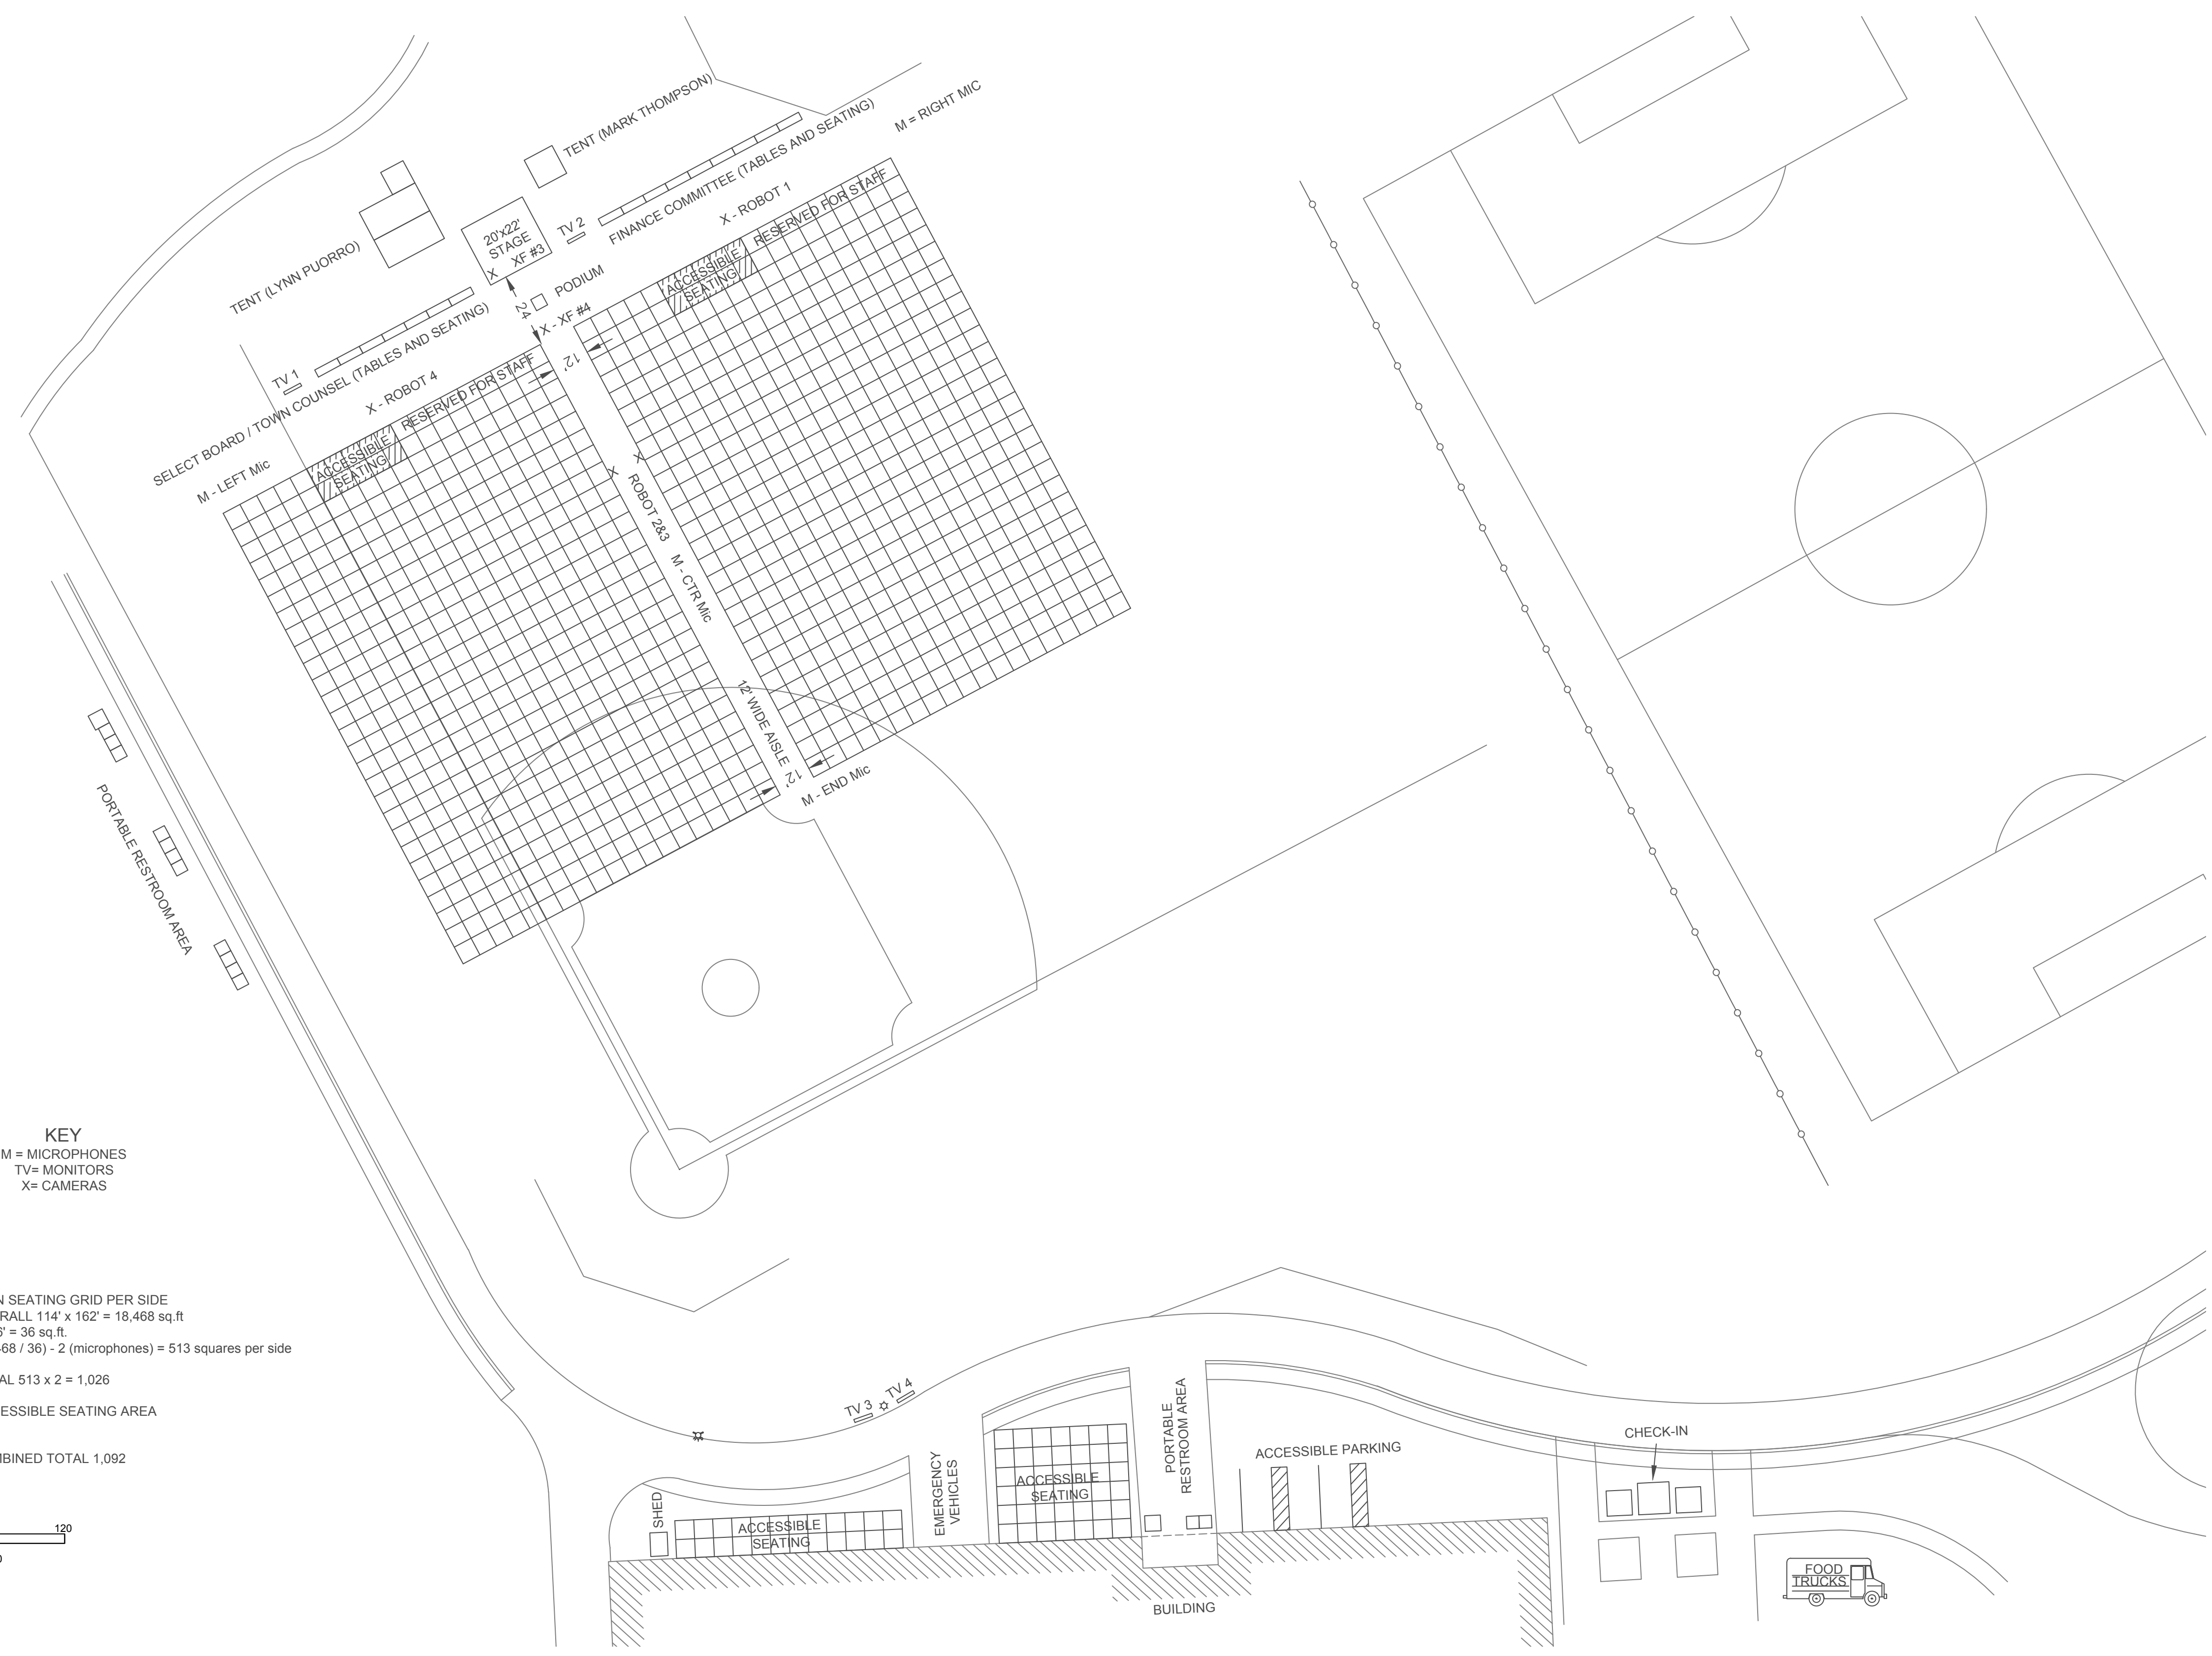 TENT (MARK THOMPSON)
M = RIGHT MIC
FINANCE COMMITTEE (TABLES AND SEATING)
TV 2
X - ROBOT 1
RESERVED FOR STAFF
ACCESSIBLE
SEATING
20'x22'
STAGE
X XF #3
TENT (LYNN PUORRO)
PODIUM
24'
X - XF #4
12'
TV 1
SELECT BOARD / TOWN COUNSEL (TABLES AND SEATING)
X - ROBOT 4
RESERVED FOR STAFF
ACCESSIBLE
SEATING
M - LEFT Mic
12'
X X
ROBOT 2&3
M - CTR Mic
12' WIDE AISLE
12'
M - END Mic
PORTABLE RESTROOM AREA
KEY
M = MICROPHONES
TV= MONITORS
X= CAMERAS
N SEATING GRID PER SIDE
RALL 114' x 162' = 18,468 sq.ft
' = 36 sq.ft.
68 / 36) - 2 (microphones) = 513 squares per side
AL 513 x 2 = 1,026
ESSIBLE SEATING AREA
MBINED TOTAL 1,092
120
TV 3
TV 4
SHED
ACCESSIBLE
SEATING
EMERGENCY
VEHICLES
ACCESSIBLE
SEATING
PORTABLE
RESTROOM AREA
ACCESSIBLE PARKING
CHECK-IN
FOOD
TRUCKS
BUILDING